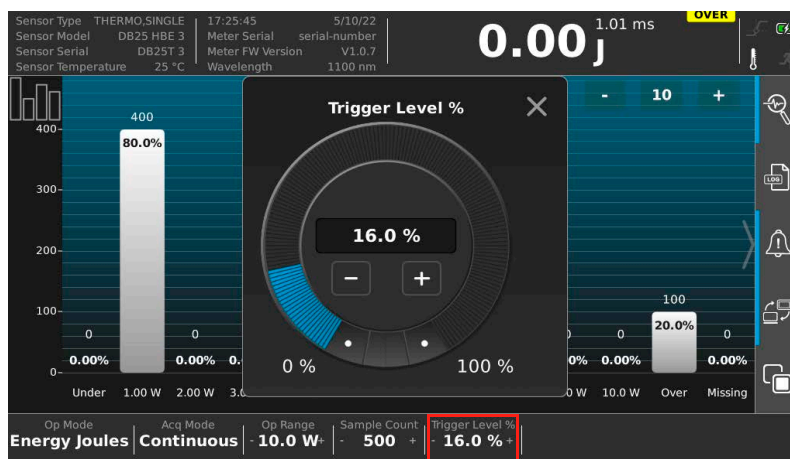 Sensor Type THERMO,SINGLE 17:25:45 5/10/22
Sensor Model DB25 HBE 3 Meter Serial serial-number
Sensor Serial DB25T 3 Meter FW Version V1.0.7
Sensor Temperature 25 °C Wavelength 1100 nm
0.00 J 1.01 ms OVER
Trigger Level %
- 10 +
400
400-
80.0%
LOG
300-
16.0 %
200-
- +
100
100-
20.0%
0 0 0 0
0.00% 0.00% 0. 0% 0.00% 0.00%
0 % 100 %
0-
Under 1.00 W 2.00 W 3.0 0 W 10.0 W Over Missing
Op Mode Acq Mode Op Range Sample Count Trigger Level %
Energy Joules Continuous - 10.0 W+ - 500 + - 16.0 % +